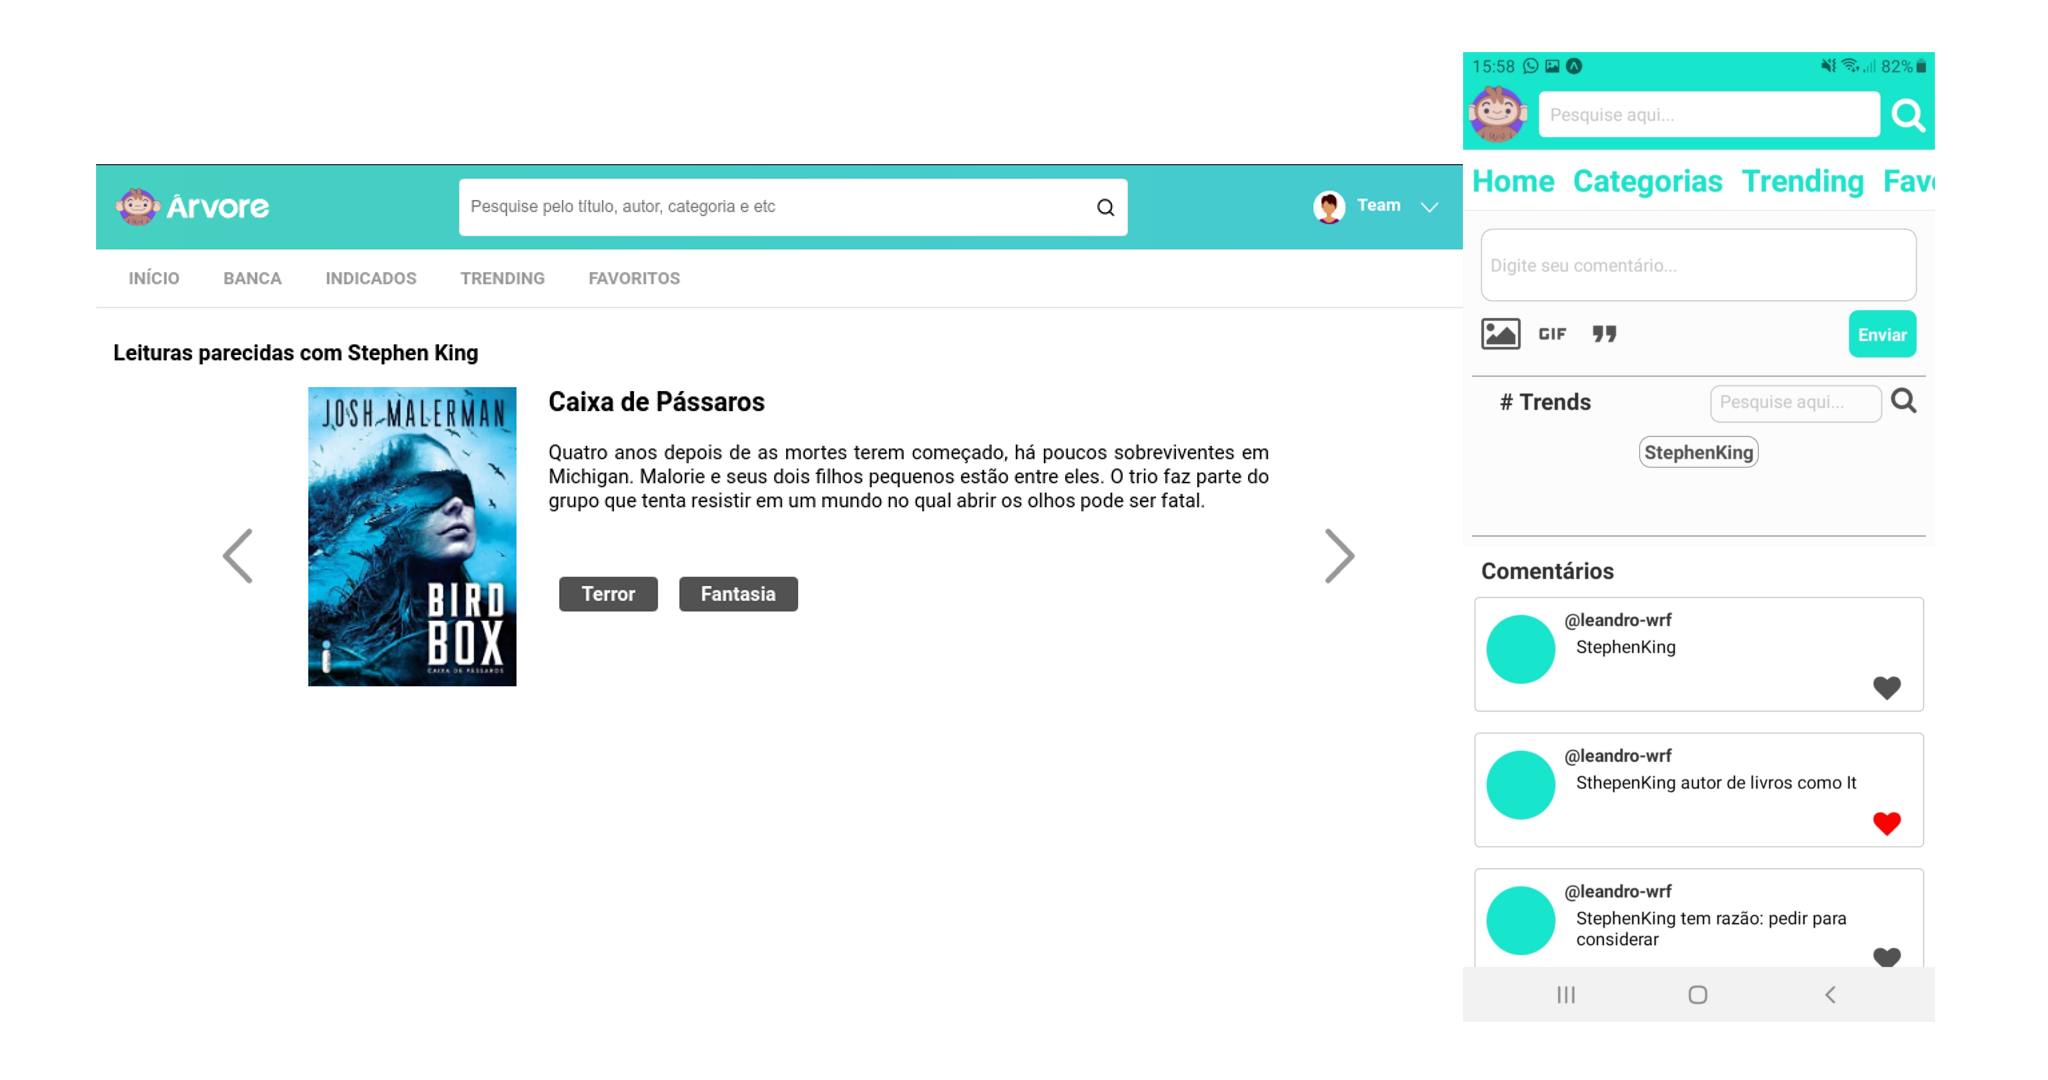 Árvore
Pesquise pelo título, autor, categoria e etc
Team
INÍCIO BANCA INDICADOS TRENDING FAVORITOS
Leituras parecidas com Stephen King
JOSH MALERMAN
BIRD
BOX
CAIXA DE PÁSSAROS
Caixa de Pássaros
Quatro anos depois de as mortes terem começado, há poucos sobreviventes em
Michigan. Malorie e seus dois filhos pequenos estão entre eles. O trio faz parte do
grupo que tenta resistir em um mundo no qual abrir os olhos pode ser fatal.
Terror Fantasia
15:58 82%
Pesquise aqui...
Home Categorias Trending Favo
Digite seu comentário...
GIF Enviar
# Trends Pesquise aqui...
StephenKing
Comentários
@leandro-wrf
StephenKing
@leandro-wrf
SthepenKing autor de livros como It
@leandro-wrf
StephenKing tem razão: pedir para
considerar